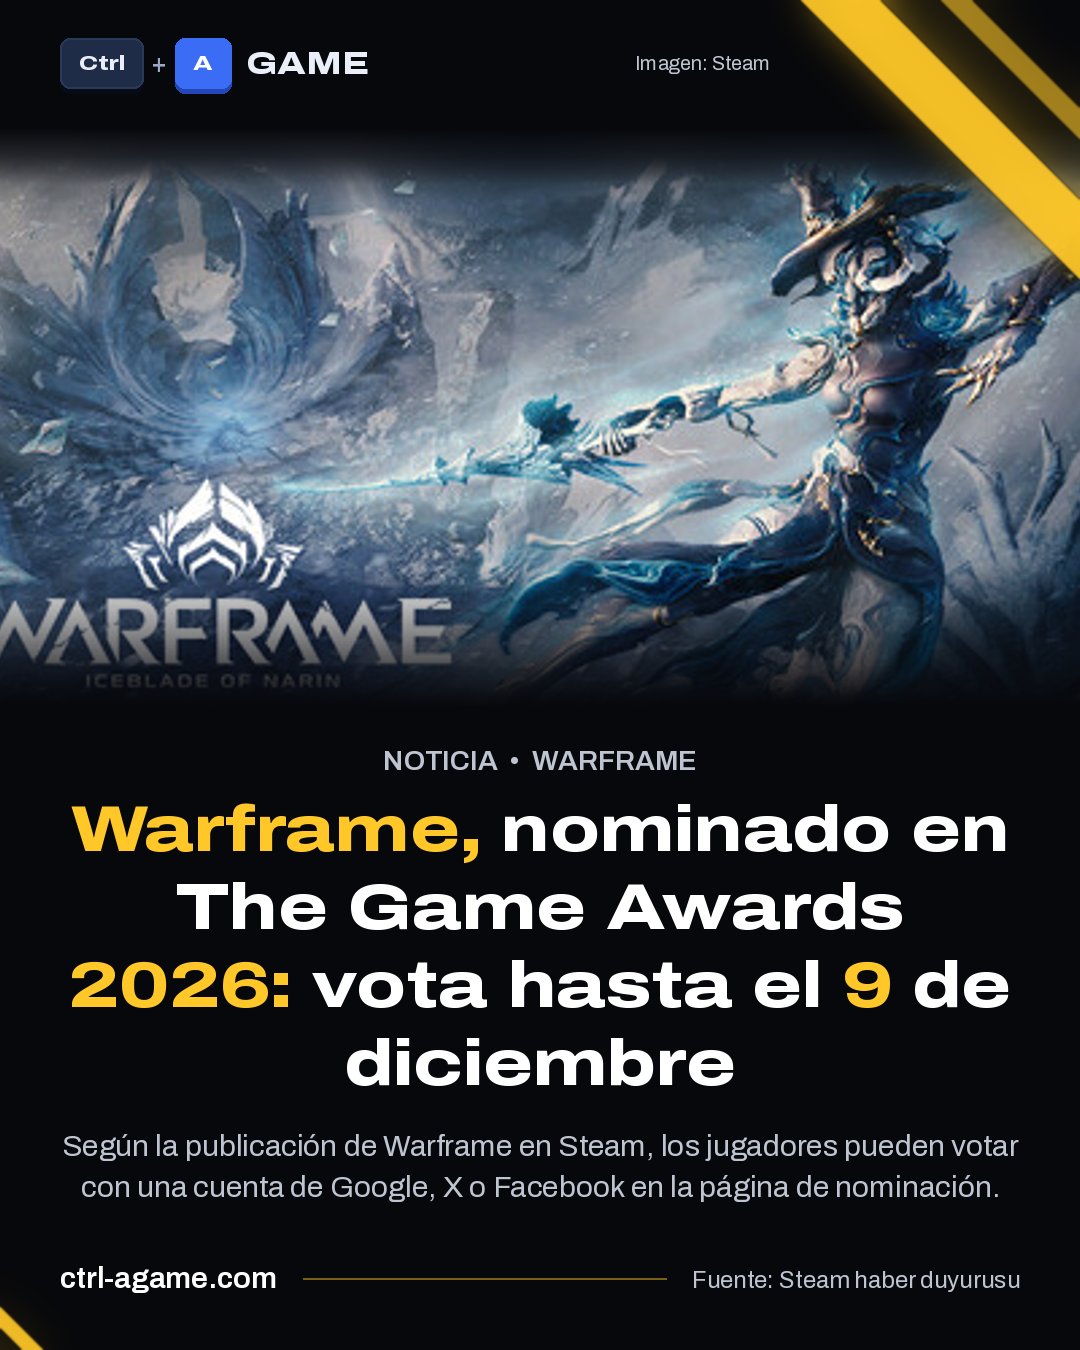 Ctrl + A GAME
Imagen: Steam
WARFRAME
ICEBLADE OF NARIN
NOTICIA • WARFRAME
Warframe, nominado en
The Game Awards
2026: vota hasta el 9 de
diciembre
Según la publicación de Warframe en Steam, los jugadores pueden votar
con una cuenta de Google, X o Facebook en la página de nominación.
ctrl-agame.com
Fuente: Steam haber duyurusu